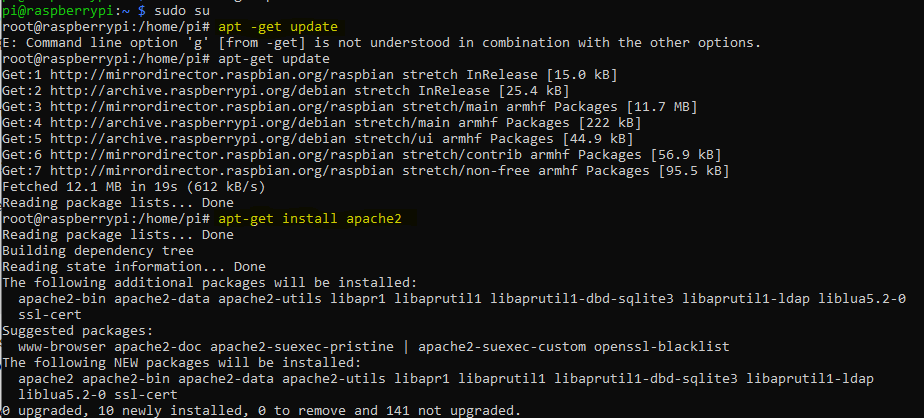 pi@raspberrypi:~ $ sudo su
root@raspberrypi:/home/pi# apt -get update
E: Command line option 'g' [from -get] is not understood in combination with the other options.
root@raspberrypi:/home/pi# apt-get update
Get:1 http://mirrordirector.raspbian.org/raspbian stretch InRelease [15.0 kB]
Get:2 http://archive.raspberrypi.org/debian stretch InRelease [25.4 kB]
Get:3 http://mirrordirector.raspbian.org/raspbian stretch/main armhf Packages [11.7 MB]
Get:4 http://archive.raspberrypi.org/debian stretch/main armhf Packages [222 kB]
Get:5 http://archive.raspberrypi.org/debian stretch/ui armhf Packages [44.9 kB]
Get:6 http://mirrordirector.raspbian.org/raspbian stretch/contrib armhf Packages [56.9 kB]
Get:7 http://mirrordirector.raspbian.org/raspbian stretch/non-free armhf Packages [95.5 kB]
Fetched 12.1 MB in 19s (612 kB/s)
Reading package lists... Done
root@raspberrypi:/home/pi# apt-get install apache2
Reading package lists... Done
Building dependency tree
Reading state information... Done
The following additional packages will be installed:
  apache2-bin apache2-data apache2-utils libapr1 libaprutil1 libaprutil1-dbd-sqlite3 libaprutil1-ldap liblua5.2-0
  ssl-cert
Suggested packages:
  www-browser apache2-doc apache2-suexec-pristine | apache2-suexec-custom openssl-blacklist
The following NEW packages will be installed:
  apache2 apache2-bin apache2-data apache2-utils libapr1 libaprutil1 libaprutil1-dbd-sqlite3 libaprutil1-ldap
  liblua5.2-0 ssl-cert
0 upgraded, 10 newly installed, 0 to remove and 141 not upgraded.